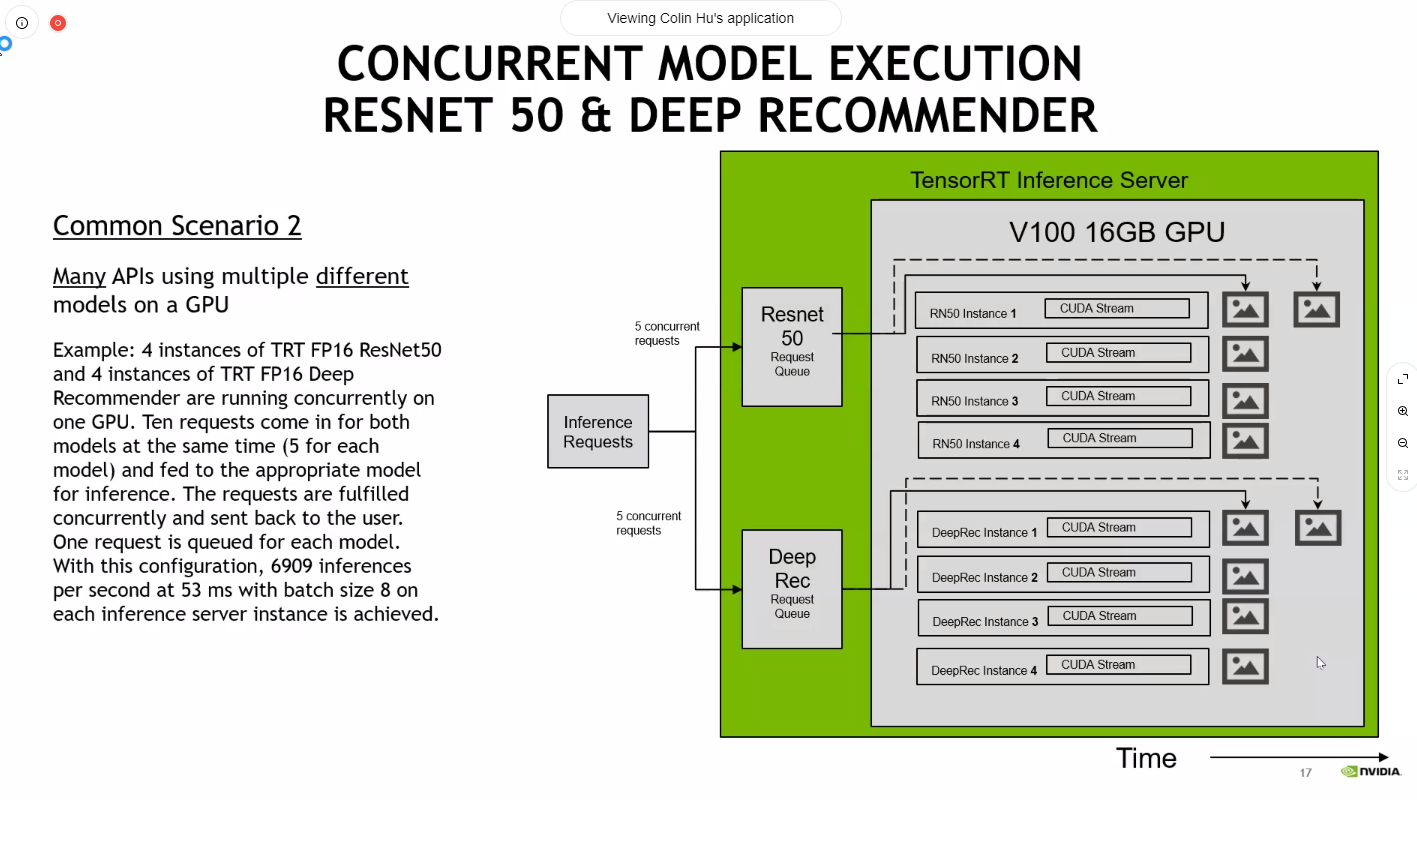 Viewing Colin Hu's application
CONCURRENT MODEL EXECUTION
RESNET 50 & DEEP RECOMMENDER
Common Scenario 2
Many APIs using multiple different
models on a GPU
Example: 4 instances of TRT FP16 ResNet50
and 4 instances of TRT FP16 Deep
Recommender are running concurrently on
one GPU. Ten requests come in for both
models at the same time (5 for each
model) and fed to the appropriate model
for inference. The requests are fulfilled
concurrently and sent back to the user.
One request is queued for each model.
With this configuration, 6909 inferences
per second at 53 ms with batch size 8 on
each inference server instance is achieved.
Inference
Requests
5 concurrent
requests
5 concurrent
requests
TensorRT Inference Server
Resnet
50
Request
Queue
Deep
Rec
Request
Queue
V100 16GB GPU
RN50 Instance 1 CUDA Stream
RN50 Instance 2 CUDA Stream
RN50 Instance 3 CUDA Stream
RN50 Instance 4 CUDA Stream
DeepRec Instance 1 CUDA Stream
DeepRec Instance 2 CUDA Stream
DeepRec Instance 3 CUDA Stream
DeepRec Instance 4 CUDA Stream
Time
17 NVIDIA.